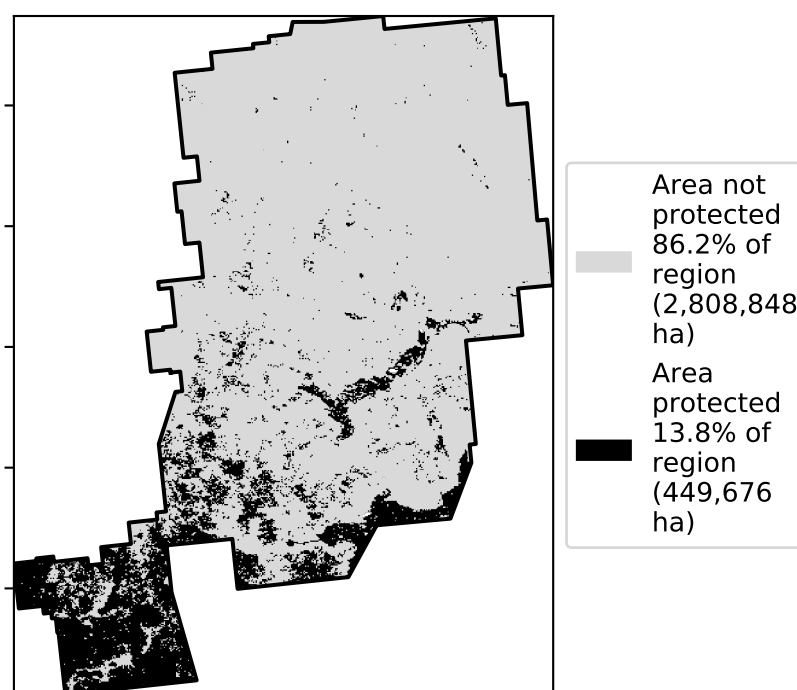 Area not
protected
86.2% of
region
(2,808,848
ha)
Area
protected
13.8% of
region
(449,676
ha)